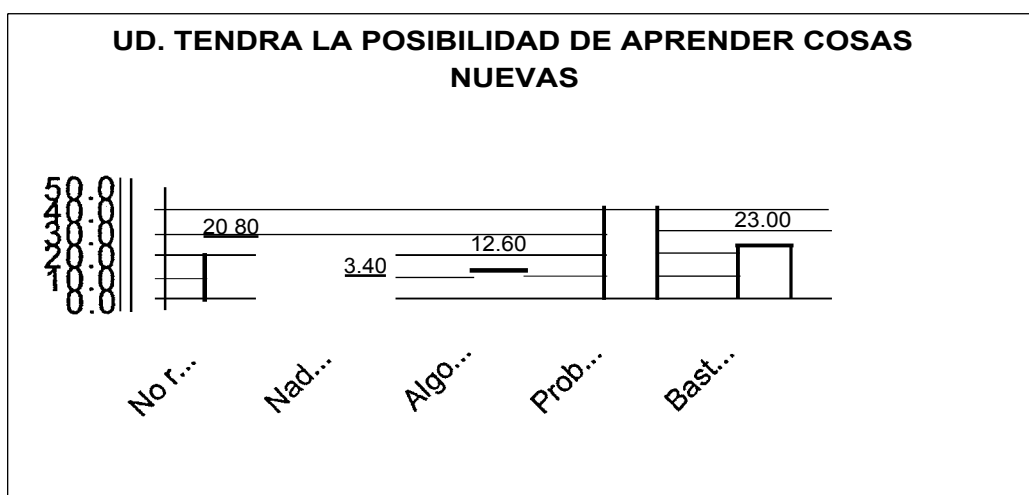 UD. TENDRA LA POSIBILIDAD DE APRENDER COSAS
NUEVAS
50.0
40.0
30.0
20.0
10.0
0.0
20 80
3.40
12.60
23.00
No r...
Nad...
Algo...
Prob...
Bast...